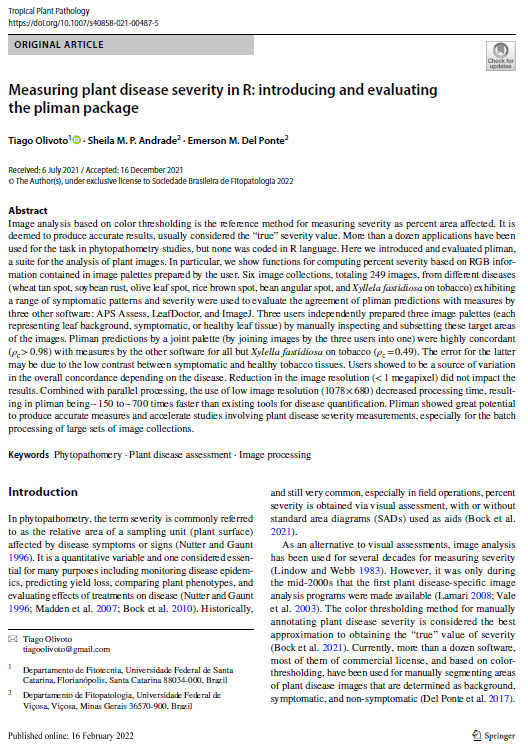 Tropical Plant Pathology
https://doi.org/10.1007/s40858-021-00487-5
ORIGINAL ARTICLE
Check for
updates
Measuring plant disease severity in R: introducing and evaluating
the pliman package
Tiago Olivoto1 · Sheila M. P. Andrade2 · Emerson M. Del Ponte2
Received: 6 July 2021 / Accepted: 16 December 2021
© The Author(s), under exclusive license to Sociedade Brasileira de Fitopatologia 2022
Abstract
Image analysis based on color thresholding is the reference method for measuring severity as percent area affected. It is
deemed to produce accurate results, usually considered the “true” severity value. More than a dozen applications have been
used for the task in phytopathometry studies, but none was coded in R language. Here we introduced and evaluated pliman,
a suite for the analysis of plant images. In particular, we show functions for computing percent severity based on RGB infor-
mation contained in image palettes prepared by the user. Six image collections, totaling 249 images, from different diseases
(wheat tan spot, soybean rust, olive leaf spot, rice brown spot, bean angular spot, and Xyllela fastidiosa on tobacco) exhibiting
a range of symptomatic patterns and severity were used to evaluate the agreement of pliman predictions with measures by
three other software: APS Assess, LeafDoctor, and ImageJ. Three users independently prepared three image palettes (each
representing leaf background, symptomatic, or healthy leaf tissue) by manually inspecting and subsetting these target areas
of the images. Pliman predictions by a joint palette (by joining images by the three users into one) were highly concordant
(ρc> 0.98) with measures by the other software for all but Xylella fastidiosa on tobacco (ρc=0.49). The error for the latter
may be due to the low contrast between symptomatic and healthy tobacco tissues. Users showed to be a source of variation
in the overall concordance depending on the disease. Reduction in the image resolution (< 1 megapixel) did not impact the
results. Combined with parallel processing, the use of low image resolution (1078×680) decreased processing time, result-
ing in pliman being ~150 to ~700 times faster than existing tools for disease quantification. Pliman showed great potential
to produce accurate measures and accelerate studies involving plant disease severity measurements, especially for the batch
processing of large sets of image collections.
Keywords Phytopathomery · Plant disease assessment · Image processing
Introduction
In phytopathometry, the term severity is commonly referred
to as the relative area of a sampling unit (plant surface)
affected by disease symptoms or signs (Nutter and Gaunt
1996). It is a quantitative variable and one considered essen-
tial for many purposes including monitoring disease epidem-
ics, predicting yield loss, comparing plant phenotypes, and
evaluating effects of treatments on disease (Nutter and Gaunt
1996; Madden et al. 2007; Bock et al. 2010). Historically,
Tiago Olivoto
tiagoolivoto@gmail.com
1 Departamento de Fitotecnia, Universidade Federal de Santa
Catarina, Florianópolis, Santa Catarina 88034-000, Brazil
2 Departamento de Fitopatologia, Universidade Federal de
Viçosa, Viçosa, Minas Gerais 36570-900, Brazil
and still very common, especially in field operations, percent
severity is obtained via visual assessment, with or without
standard area diagrams (SADs) used as aids (Bock et al.
2021).
As an alternative to visual assessments, image analysis
has been used for several decades for measuring severity
(Lindow and Webb 1983). However, it was only during
the mid-2000s that the first plant disease-specific image
analysis programs were made available (Lamari 2008; Vale
et al. 2003). The color thresholding method for manually
annotating plant disease severity is considered the best
approximation to obtaining the “true” value of severity
(Bock et al. 2021). Currently, more than a dozen software,
most of them of commercial license, and based on color-
thresholding, have been used for manually segmenting areas
of plant disease images that are determined as background,
symptomatic, and non-symptomatic (Del Ponte et al. 2017).
Published online: 16 February 2022
Springer